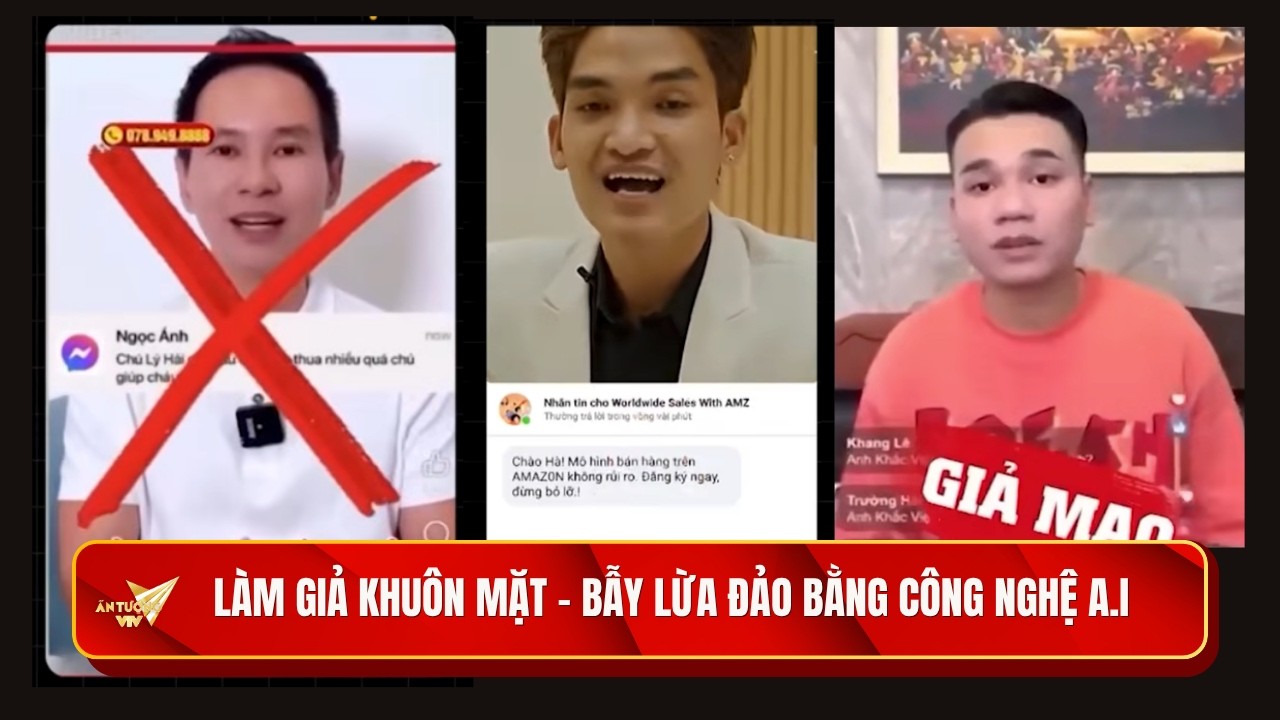 078.949.8888
Ngọc Ánh
now
Chú Lý Hải
thua nhiều quá chú
giúp cháu
Nhắn tin cho Worldwide Sales With AMZ
Thường trả lời trong vòng vài phút
Chào Hà! Mô hình bán hàng trên
AMAZ0N không rủi ro. Đăng ký ngay,
đừng bỏ lỡ.!
Khang Lê
Anh Khắc
Trường
Anh Khắc Việ
GIẢ MẠO
ẤN TƯỢNG
VTV
LÀM GIẢ KHUÔN MẶT - BẪY LỪA ĐẢO BẰNG CÔNG NGHỆ A.I